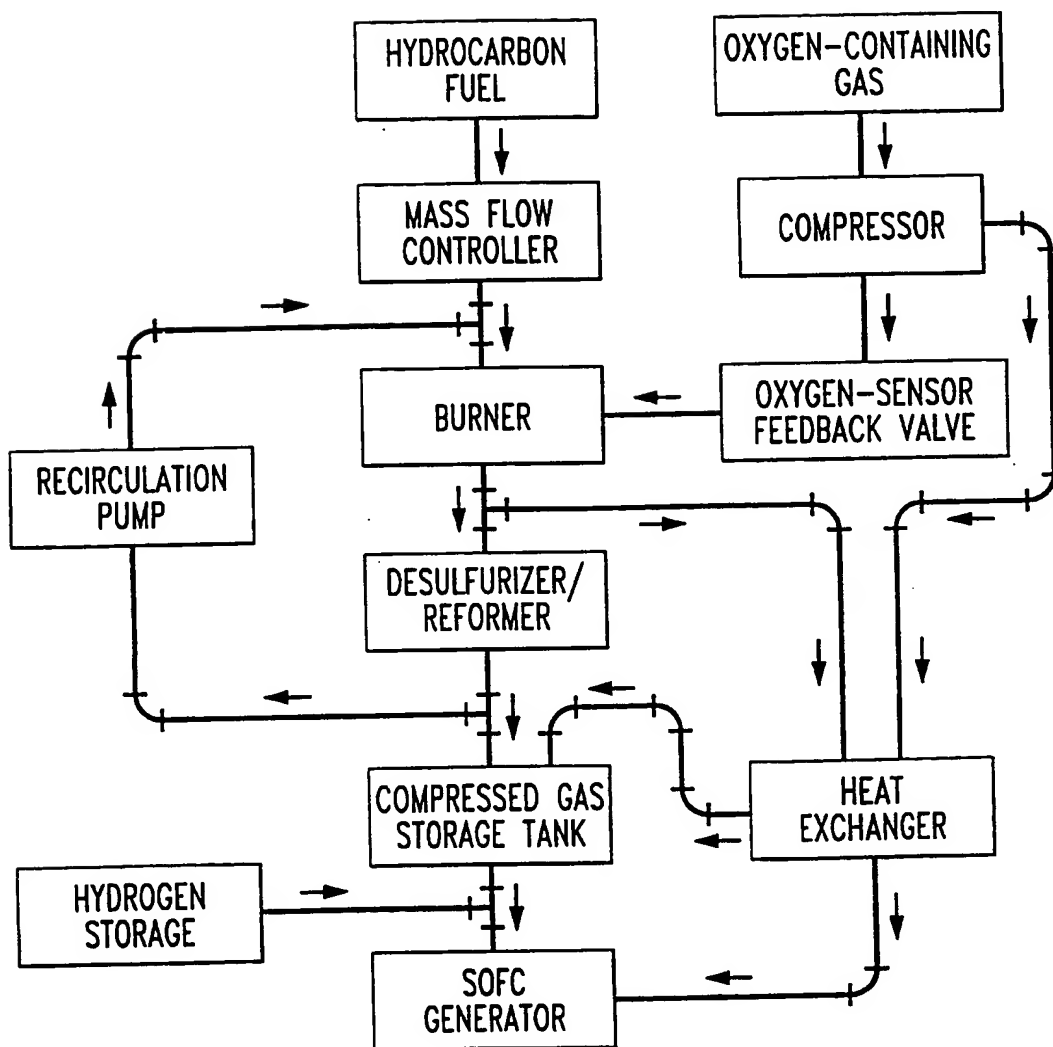 HYDROCARBON
FUEL
OXYGEN-CONTAINING
GAS
MASS FLOW
CONTROLLER
COMPRESSOR
BURNER
OXYGEN-SENSOR
FEEDBACK VALVE
RECIRCULATION
PUMP
DESULFURIZER/
REFORMER
COMPRESSED GAS
STORAGE TANK
HEAT
EXCHANGER
HYDROGEN
STORAGE
SOFC
GENERATOR